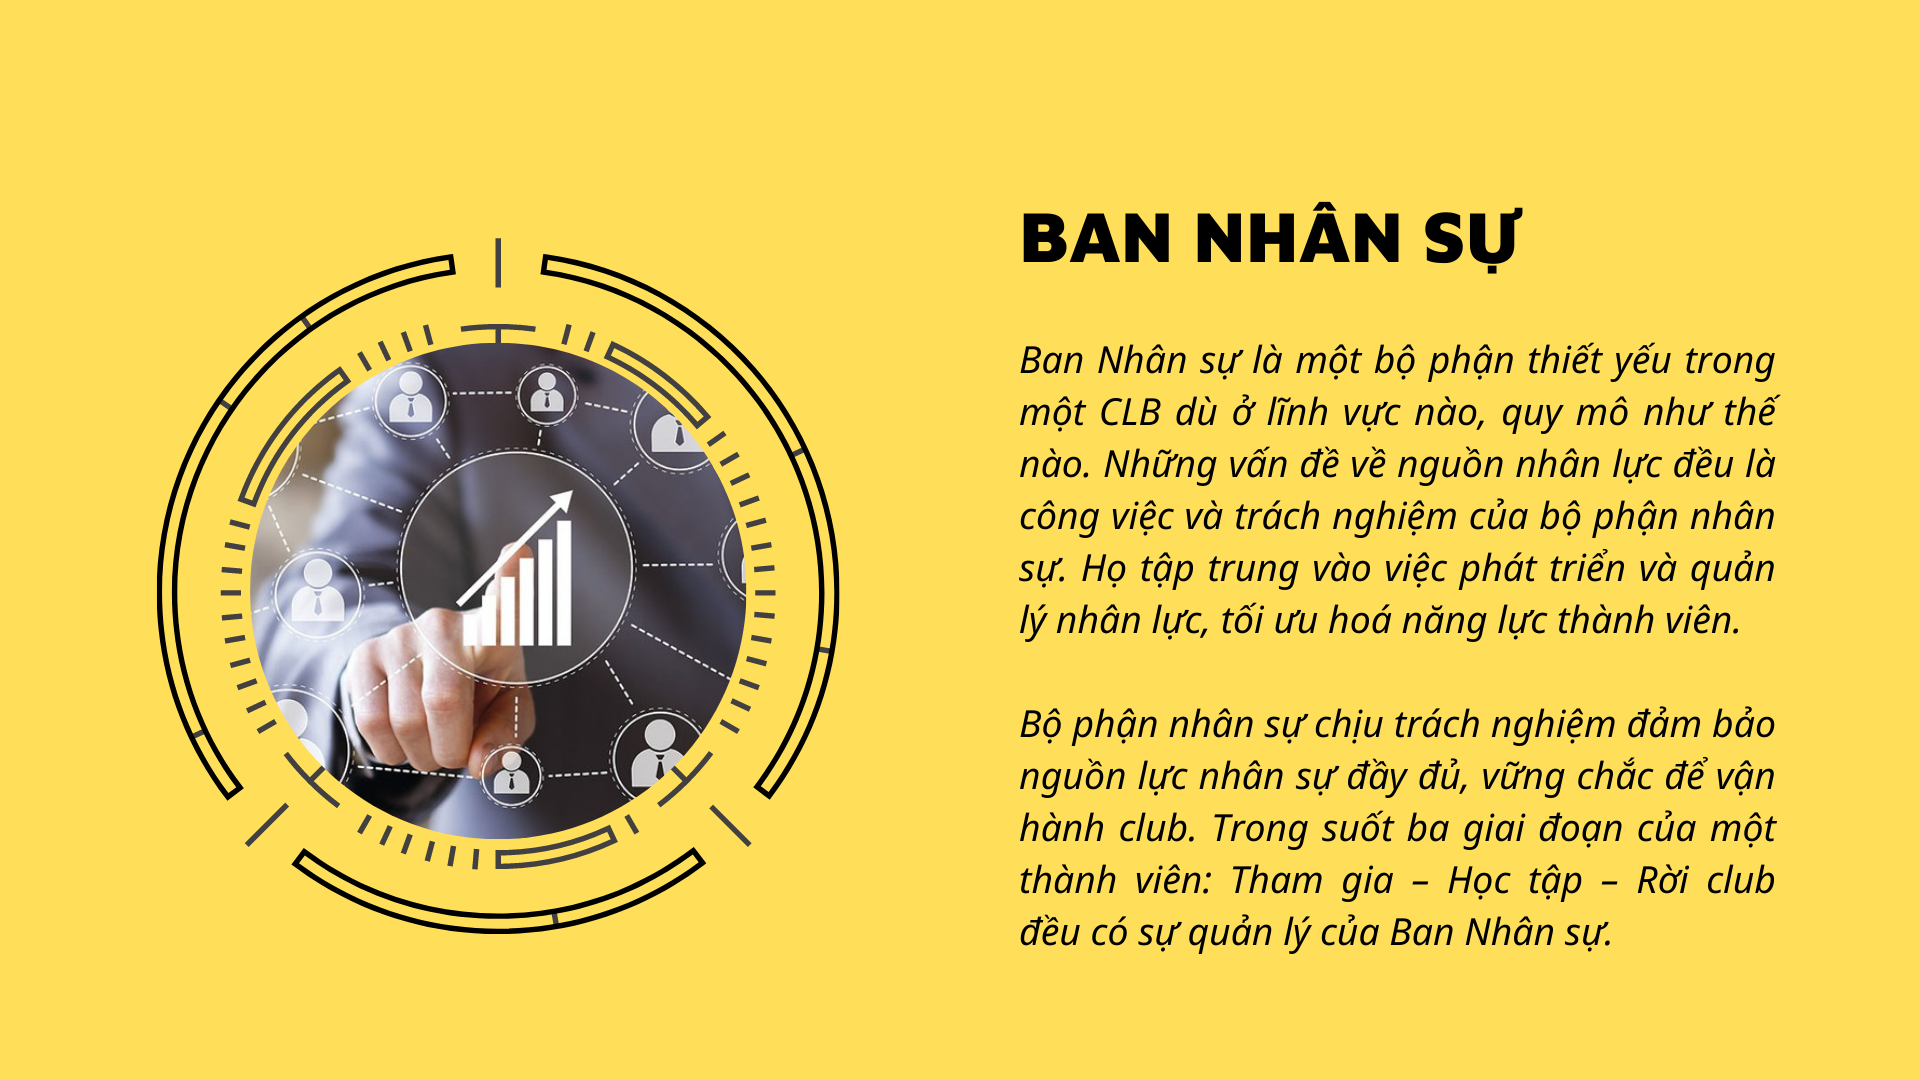 BAN NHÂN SỰ
Ban Nhân sự là một bộ phận thiết yếu trong
một CLB dù ở lĩnh vực nào, quy mô như thế
nào. Những vấn đề về nguồn nhân lực đều là
công việc và trách nghiệm của bộ phận nhân
sự. Họ tập trung vào việc phát triển và quản
lý nhân lực, tối ưu hoá năng lực thành viên.
Bộ phận nhân sự chịu trách nghiệm đảm bảo
nguồn lực nhân sự đầy đủ, vững chắc để vận
hành club. Trong suốt ba giai đoạn của một
thành viên: Tham gia – Học tập – Rời club
đều có sự quản lý của Ban Nhân sự.